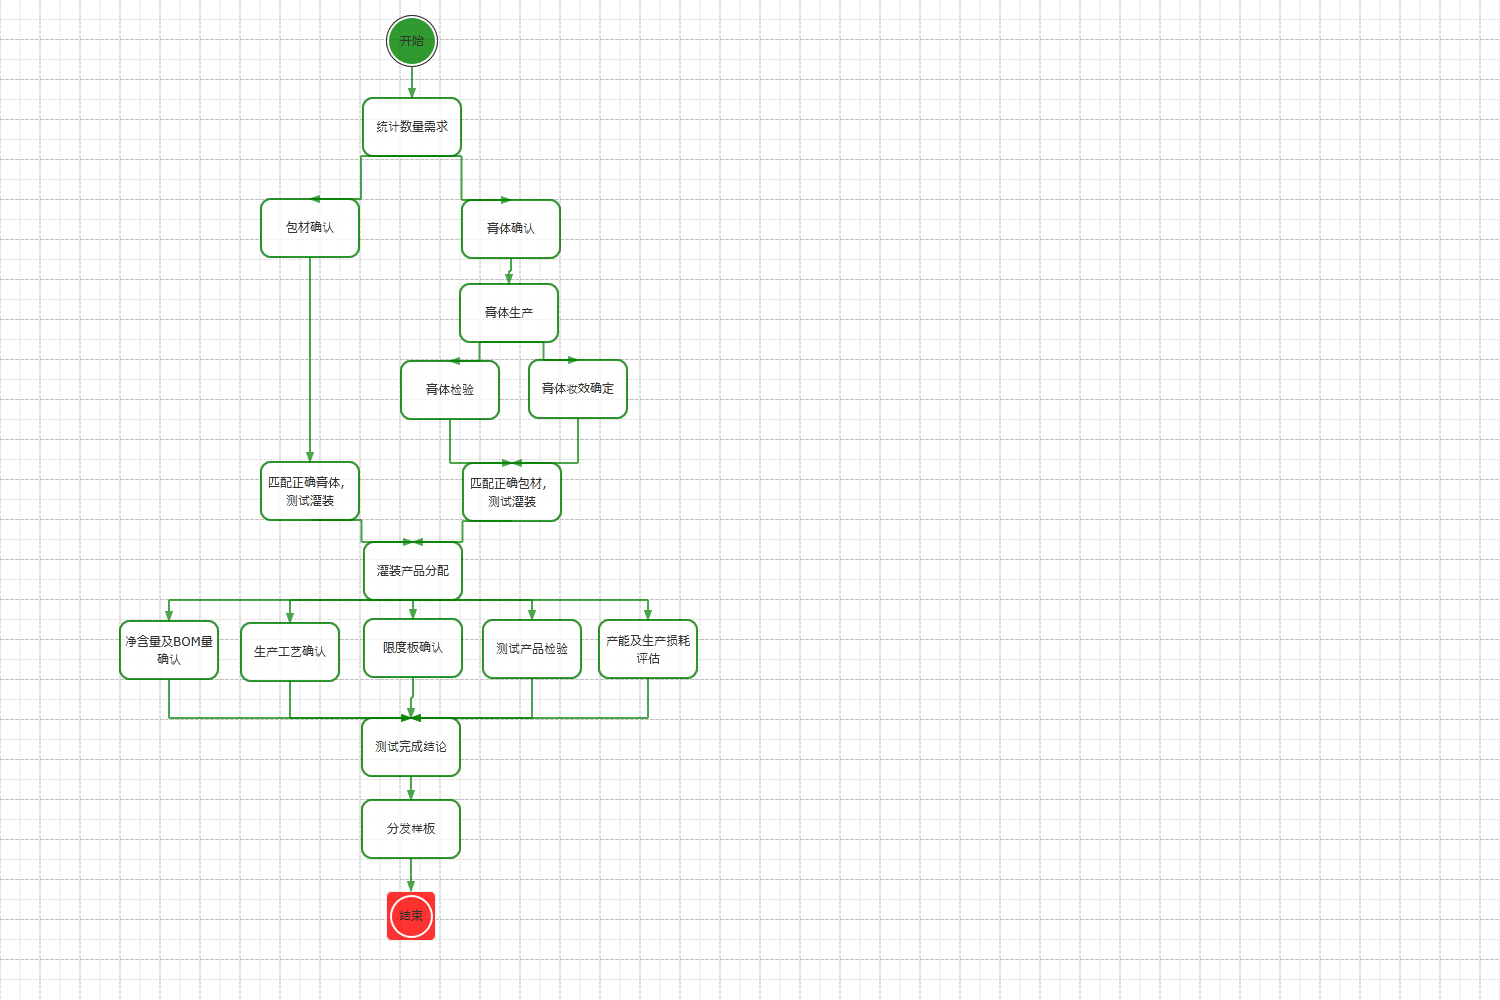 开始
统计数量需求
包材确认
膏体确认
膏体生产
膏体检验
膏体妆效确定
匹配正确膏体，
测试灌装
匹配正确包材，
测试灌装
灌装产品分配
净含量及BOM量
确认
生产工艺确认
限度板确认
测试产品检验
产能及生产损耗
评估
测试完成结论
分发样板
结束